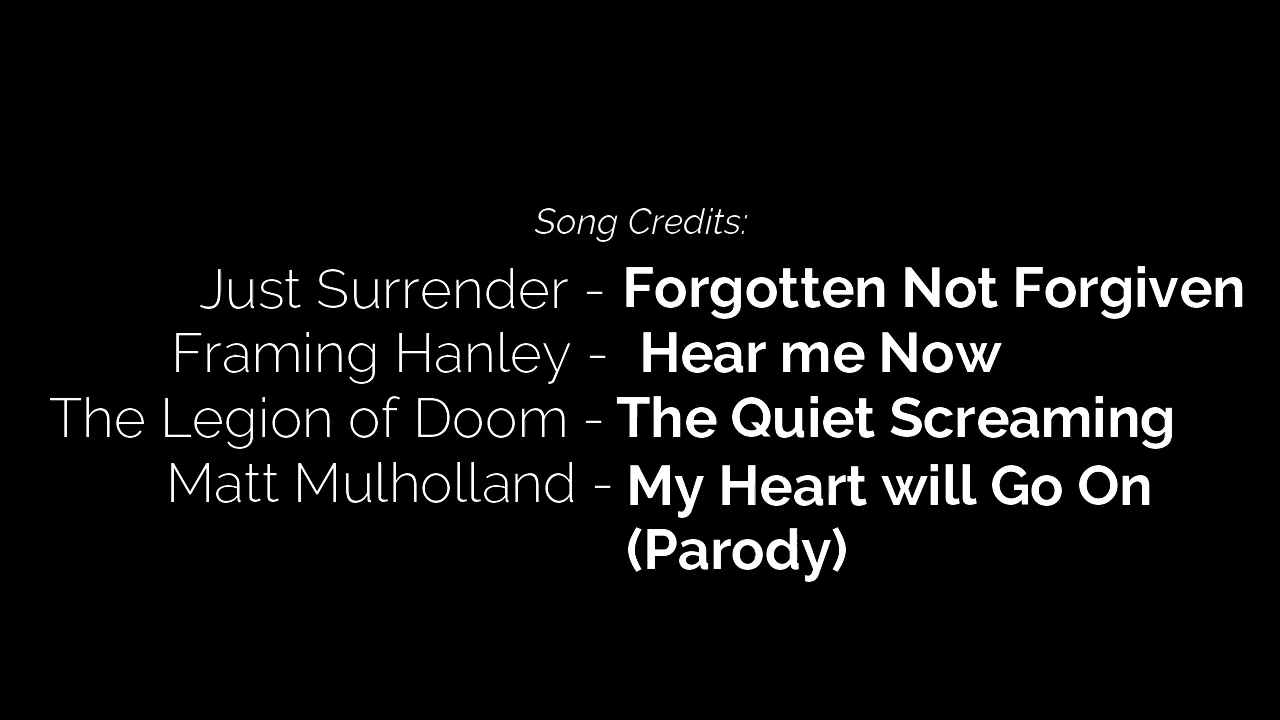 Song Credits:
Just Surrender - Forgotten Not Forgiven
Framing Hanley - Hear me Now
The Legion of Doom - The Quiet Screaming
Matt Mulholland - My Heart will Go On
(Parody)